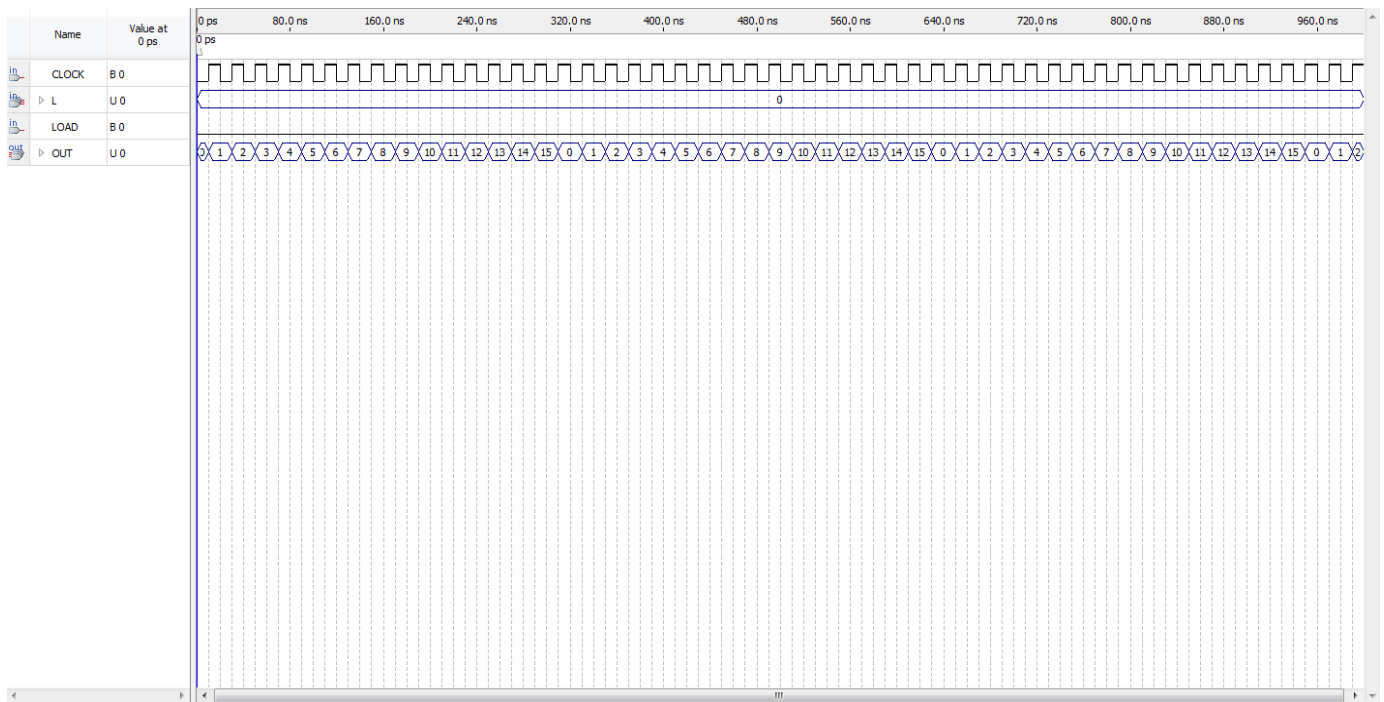 Name
Value at
0 ps
0 ps 80.0 ns 160.0 ns 240.0 ns 320.0 ns 400.0 ns 480.0 ns 560.0 ns 640.0 ns 720.0 ns 800.0 ns 880.0 ns 960.0 ns
0 ps
in CLOCK B 0
in L U 0 0
in LOAD B 0
out OUT U 0 0 1 2 3 4 5 6 7 8 9 10 11 12 13 14 15 0 1 2 3 4 5 6 7 8 9 10 11 12 13 14 15 0 1 2 3 4 5 6 7 8 9 10 11 12 13 14 15 0 1 2